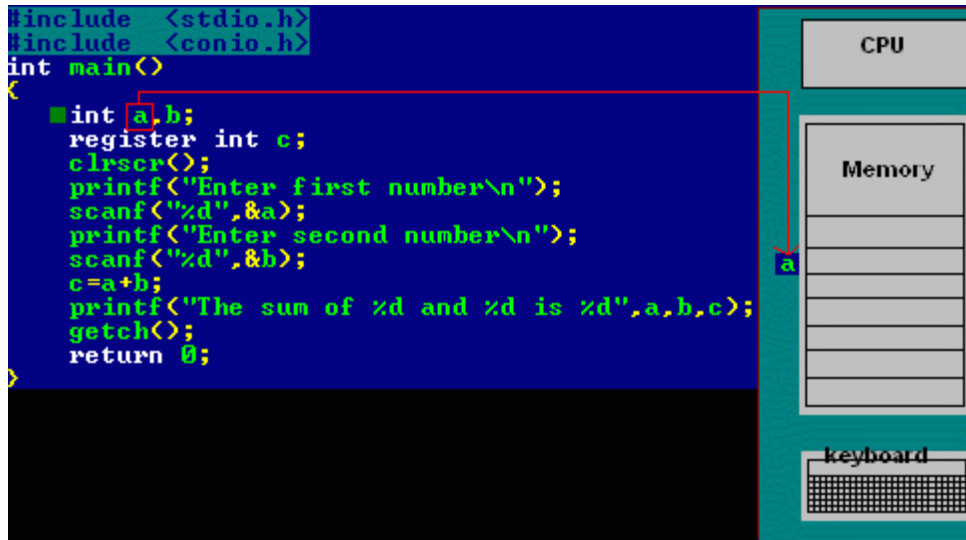 #include <stdio.h>
#include <conio.h>
int main()
{
int a,b;
register int c;
clrscr();
printf("Enter first number\n");
scanf("%d",&a);
printf("Enter second number\n");
scanf("%d",&b);
c=a+b;
printf("The sum of %d and %d is %d",a,b,c);
getch();
return 0;
}
CPU
Memory
a
keyboard